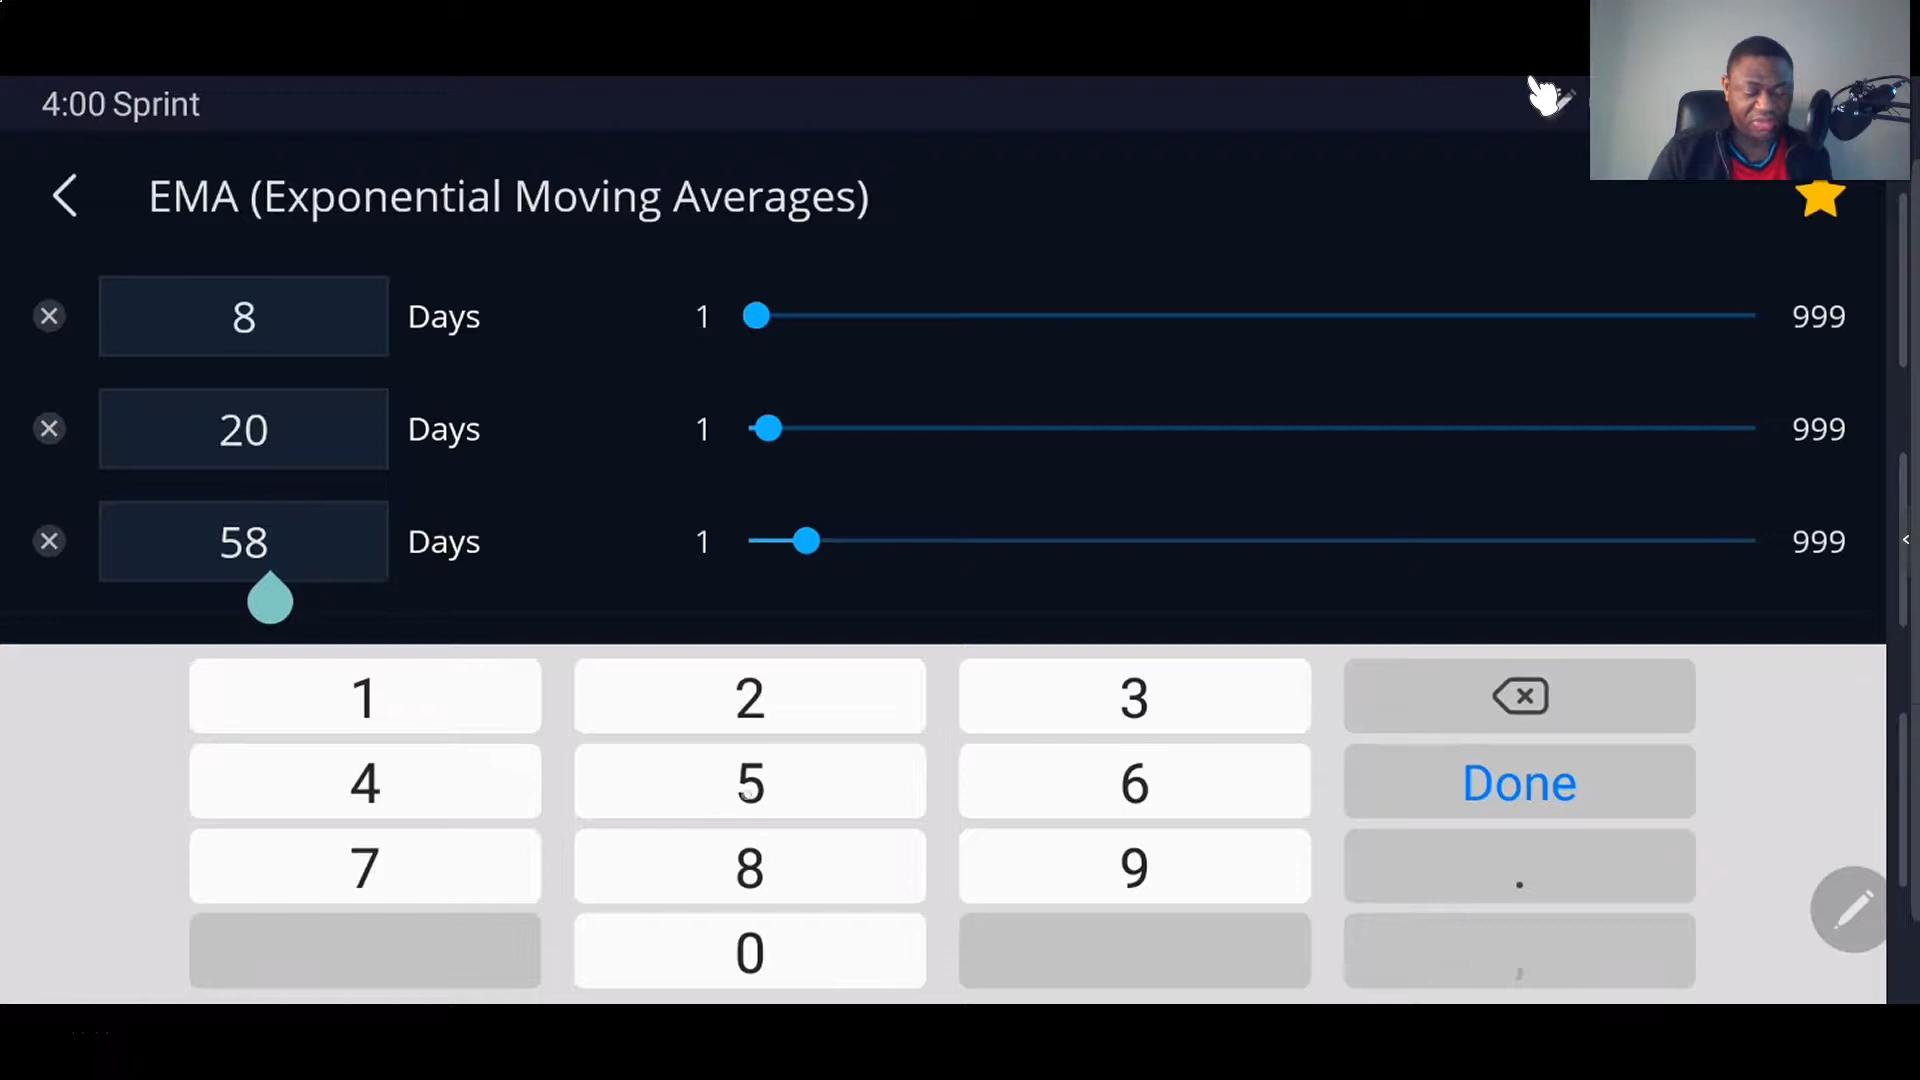 4:00 Sprint
EMA (Exponential Moving Averages)
8 Days 1 999
20 Days 1 999
58 Days 1 999
1 2 3
4 5 6 Done
7 8 9 .
0 ,